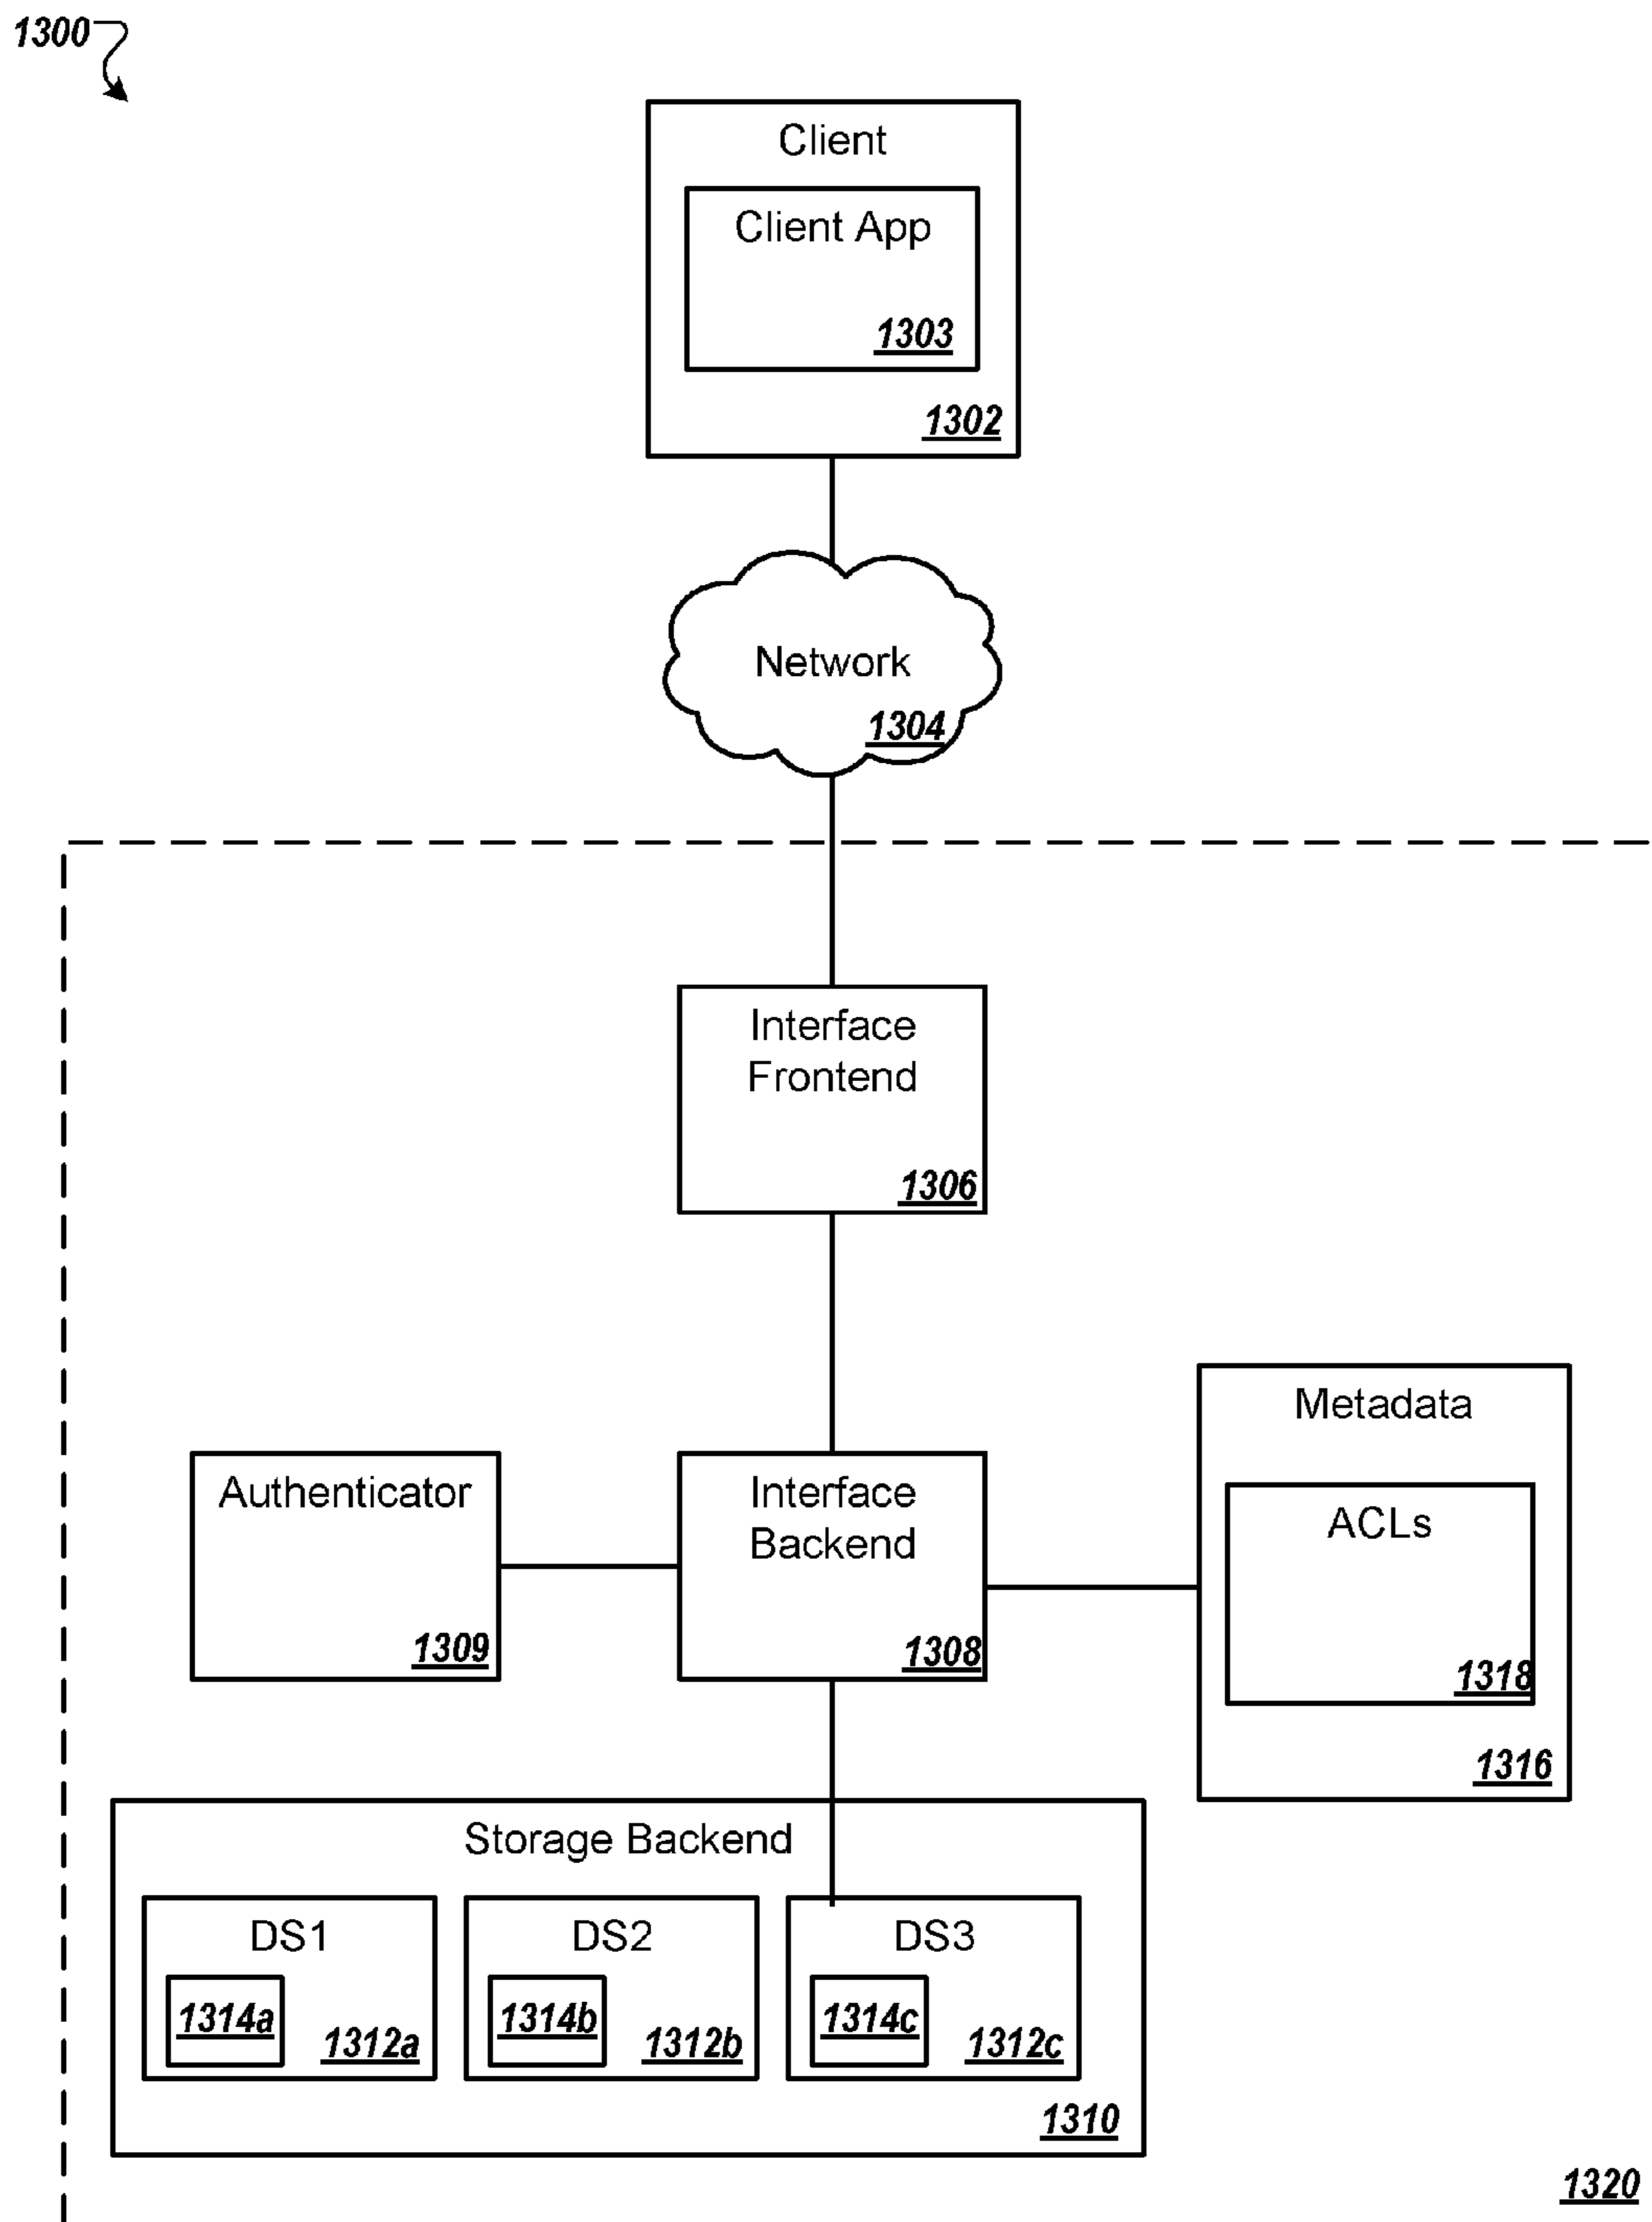 1300
Client
Client App
1303
1302
Network
1304
Interface
Frontend
1306
Metadata
Authenticator
Interface
Backend
ACLs
1309
1308
1318
1316
Storage Backend
DS1
DS2
DS3
1314a
1312a
1314b
1312b
1314c
1312c
1310
1320